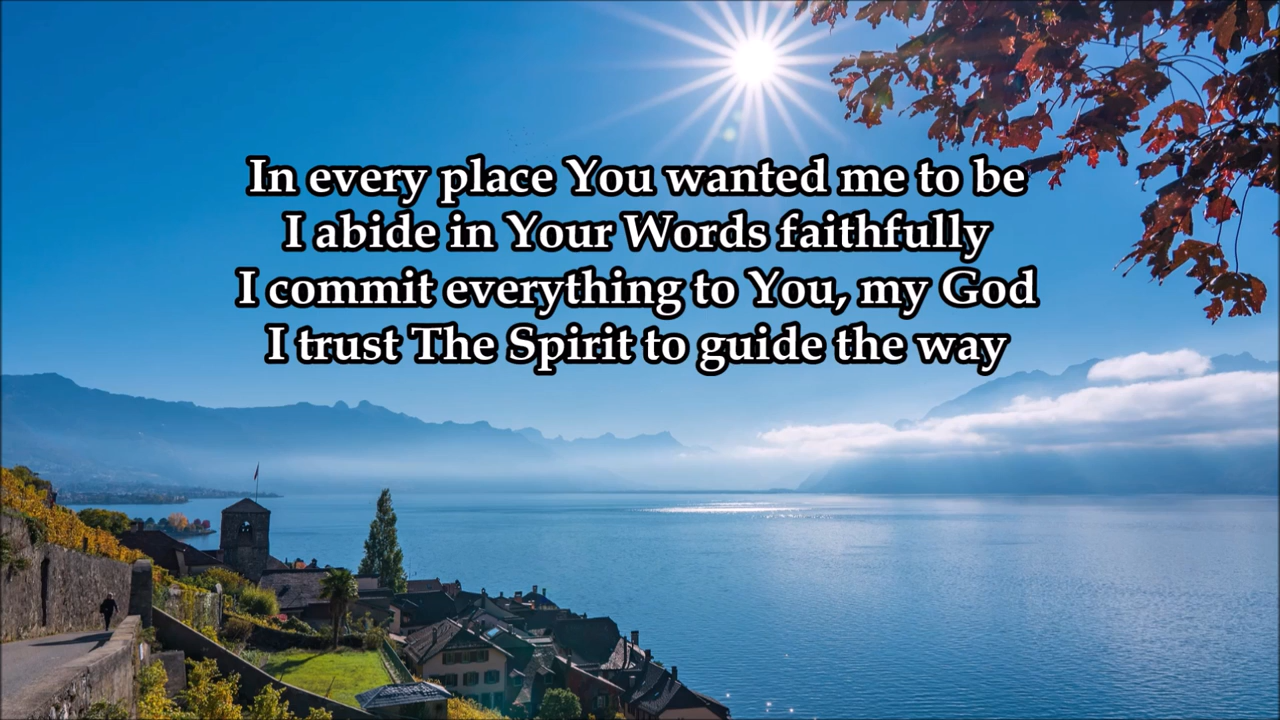 In every place You wanted me to be
I abide in Your Words faithfully
I commit everything to You, my God
I trust The Spirit to guide the way